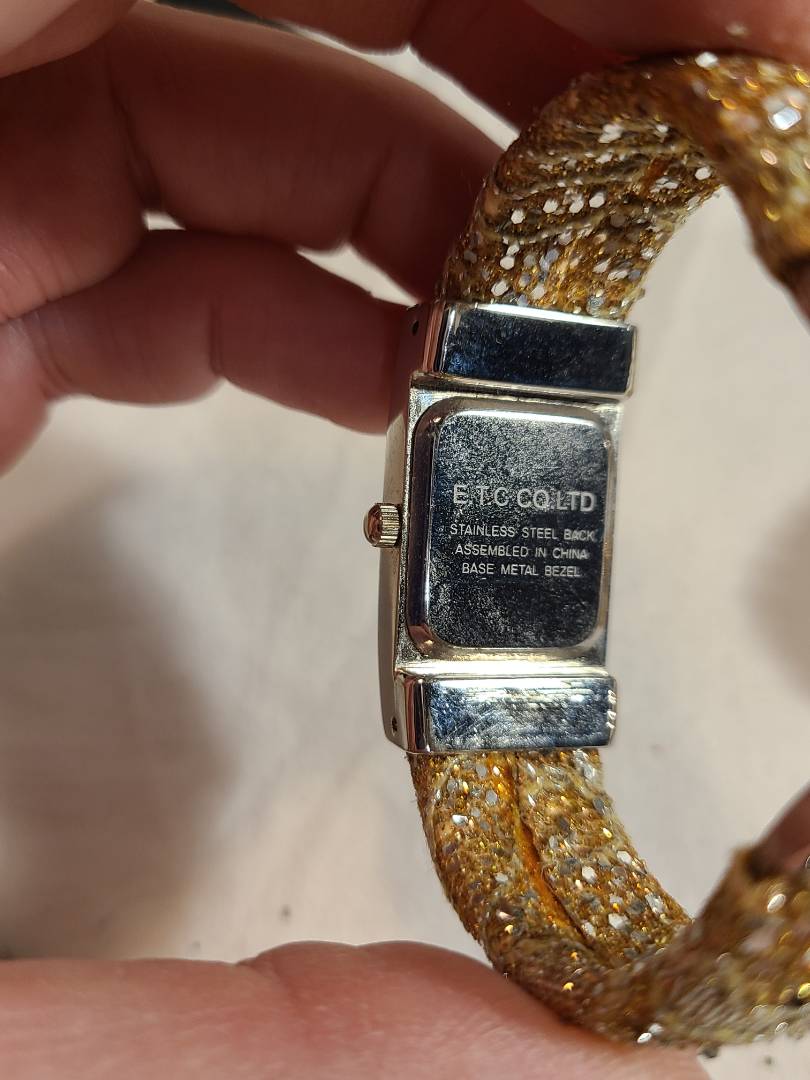 E.T.C CO.LTD
STAINLESS STEEL BACK
ASSEMBLED IN CHINA
BASE METAL BEZEL